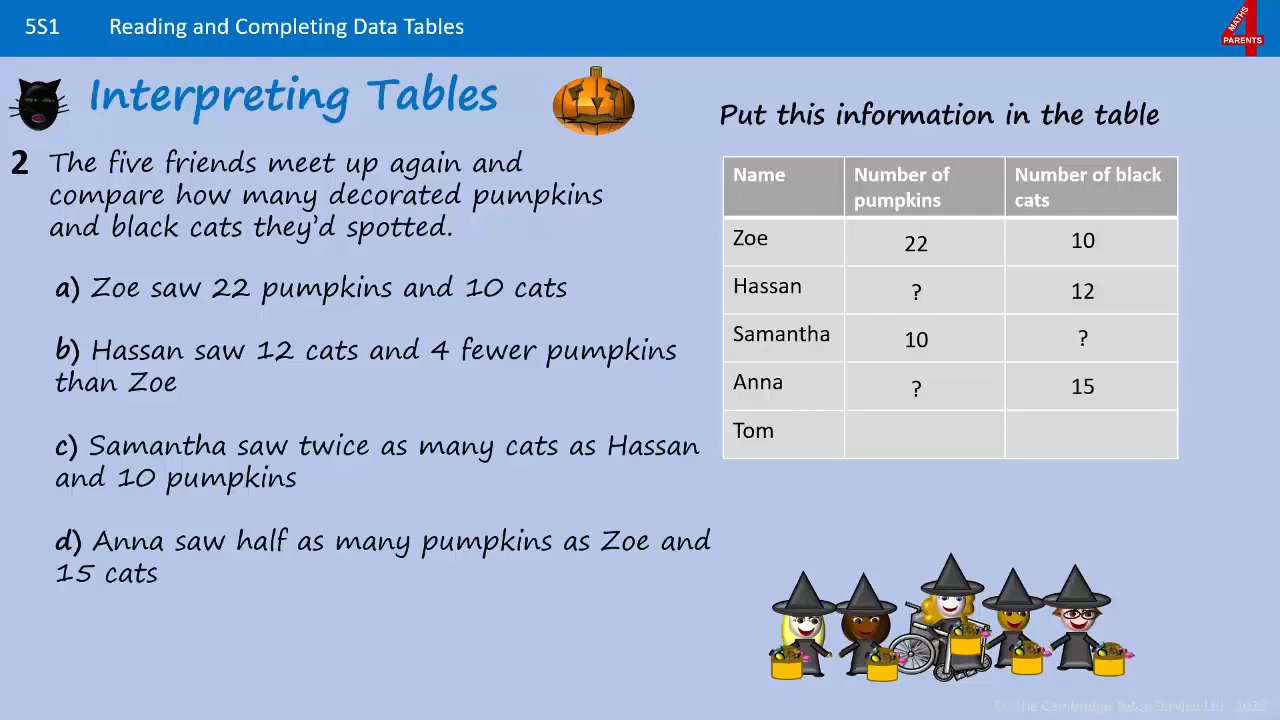 5S1 Reading and Completing Data Tables
MATHS
4
PARENTS
Interpreting Tables
Put this information in the table
2 The five friends meet up again and
compare how many decorated pumpkins
and black cats they'd spotted.
a) Zoe saw 22 pumpkins and 10 cats
b) Hassan saw 12 cats and 4 fewer pumpkins
than Zoe
c) Samantha saw twice as many cats as Hassan
and 10 pumpkins
d) Anna saw half as many pumpkins as Zoe and
15 cats
Name Number of pumpkins Number of black cats
Zoe 22 10
Hassan ? 12
Samantha 10 ?
Anna ? 15
Tom